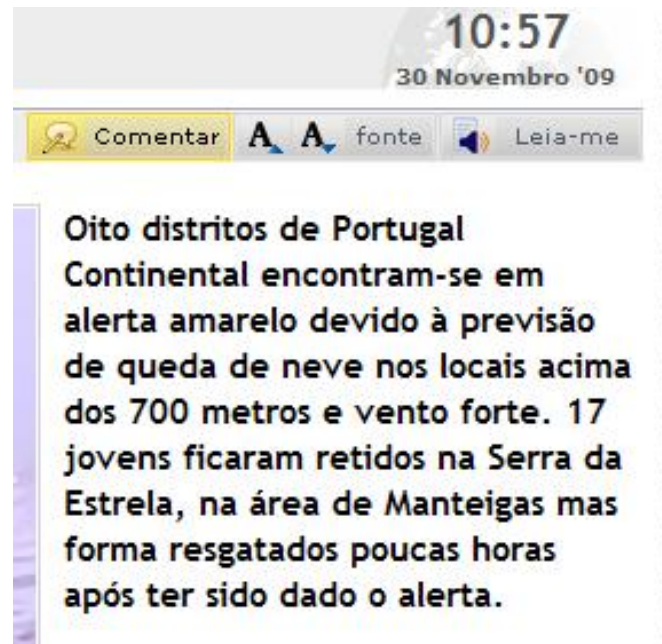 10:57
30 Novembro '09
Comentar A A fonte Leia-me
Oito distritos de Portugal
Continental encontram-se em
alerta amarelo devido à previsão
de queda de neve nos locais acima
dos 700 metros e vento forte. 17
jovens ficaram retidos na Serra da
Estrela, na área de Manteigas mas
forma resgatados poucas horas
após ter sido dado o alerta.